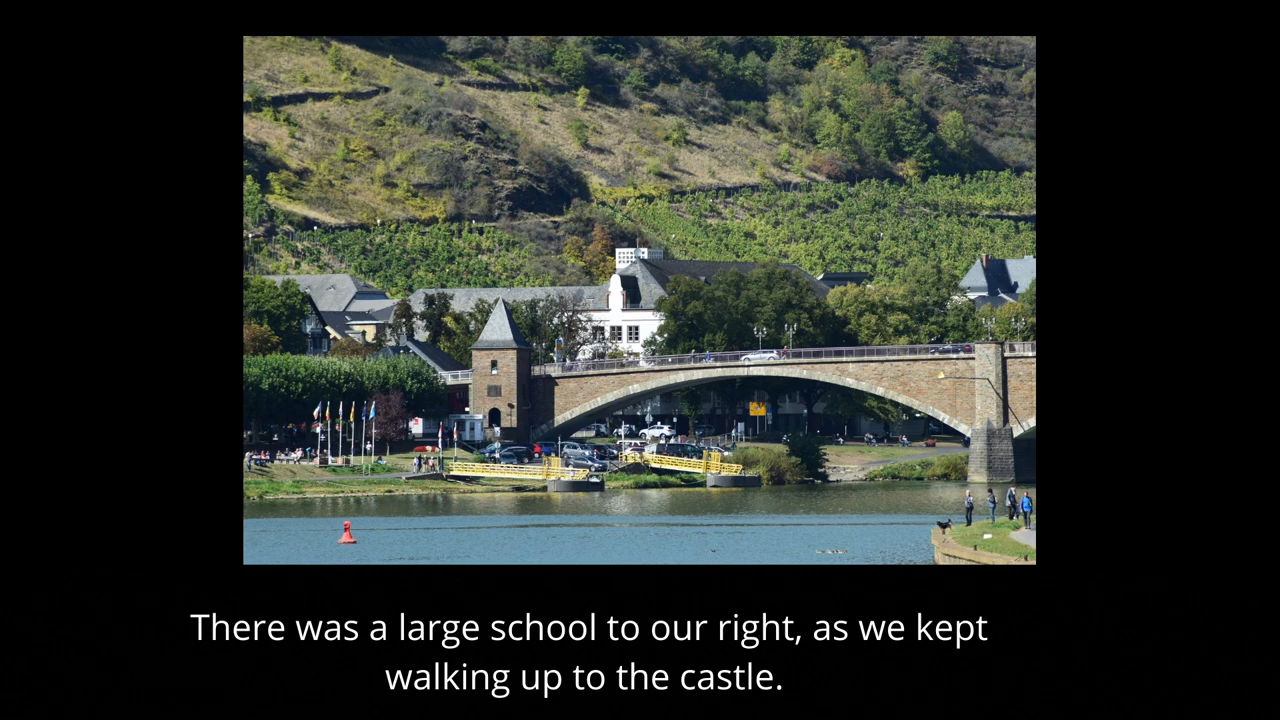 There was a large school to our right, as we kept
walking up to the castle.